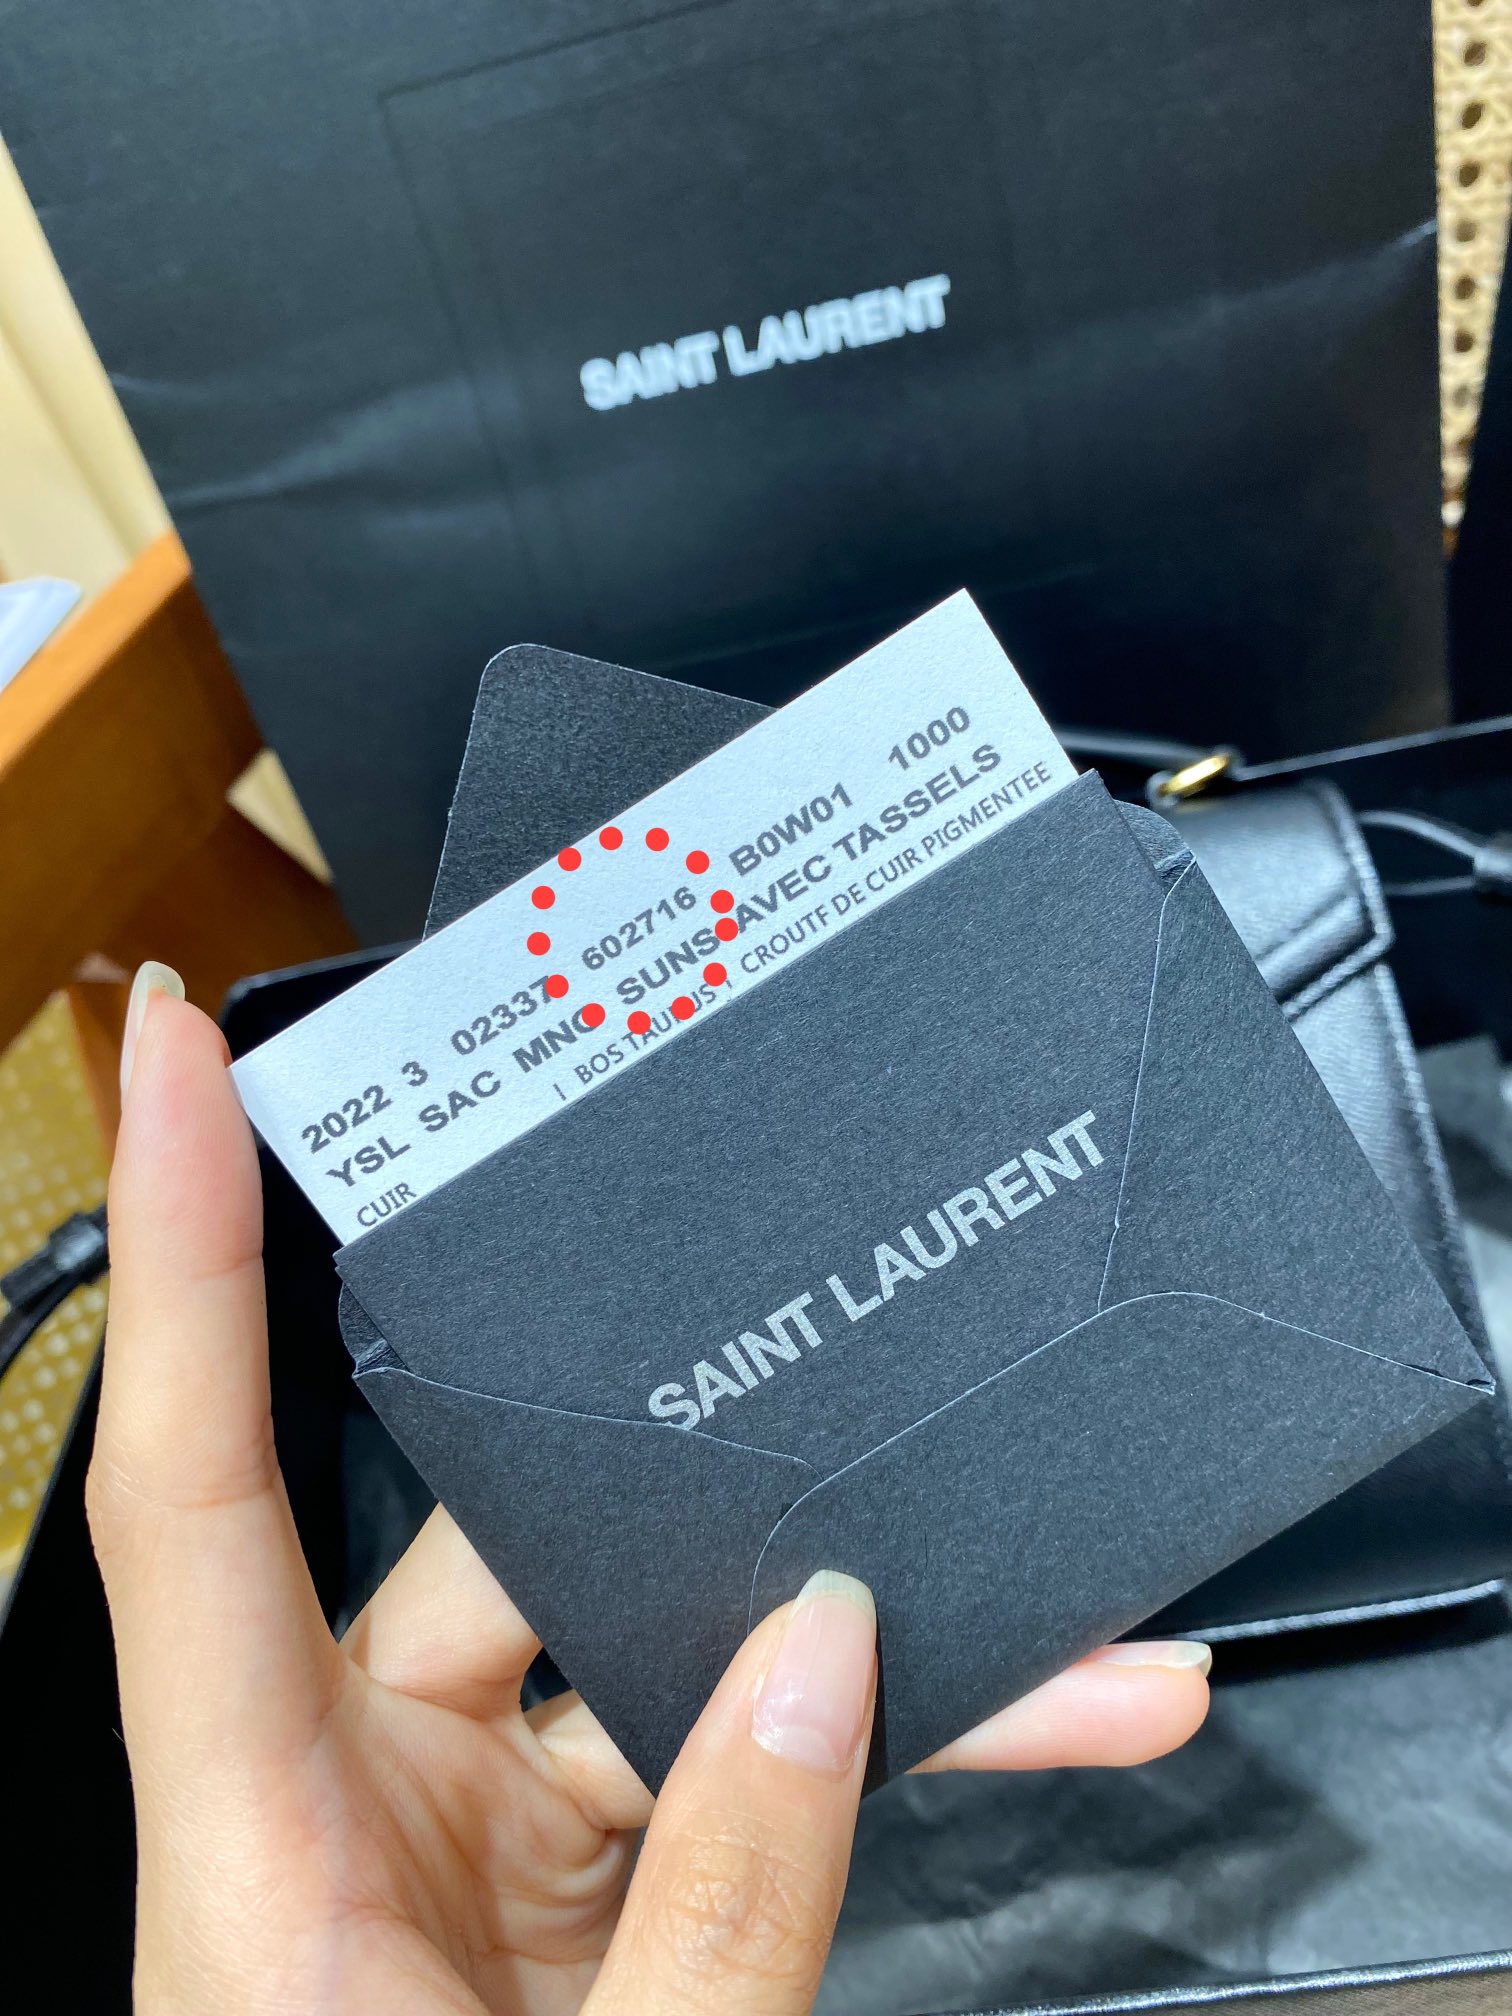 SAINT LAURENT
2022 3 02337 602716 B0W01 1000
YSL SAC MNG SUNS AVEC TASSELS
| BOS TAURUS | CROUTF DE CUIR PIGMENTEE
CUIR
SAINT LAURENT